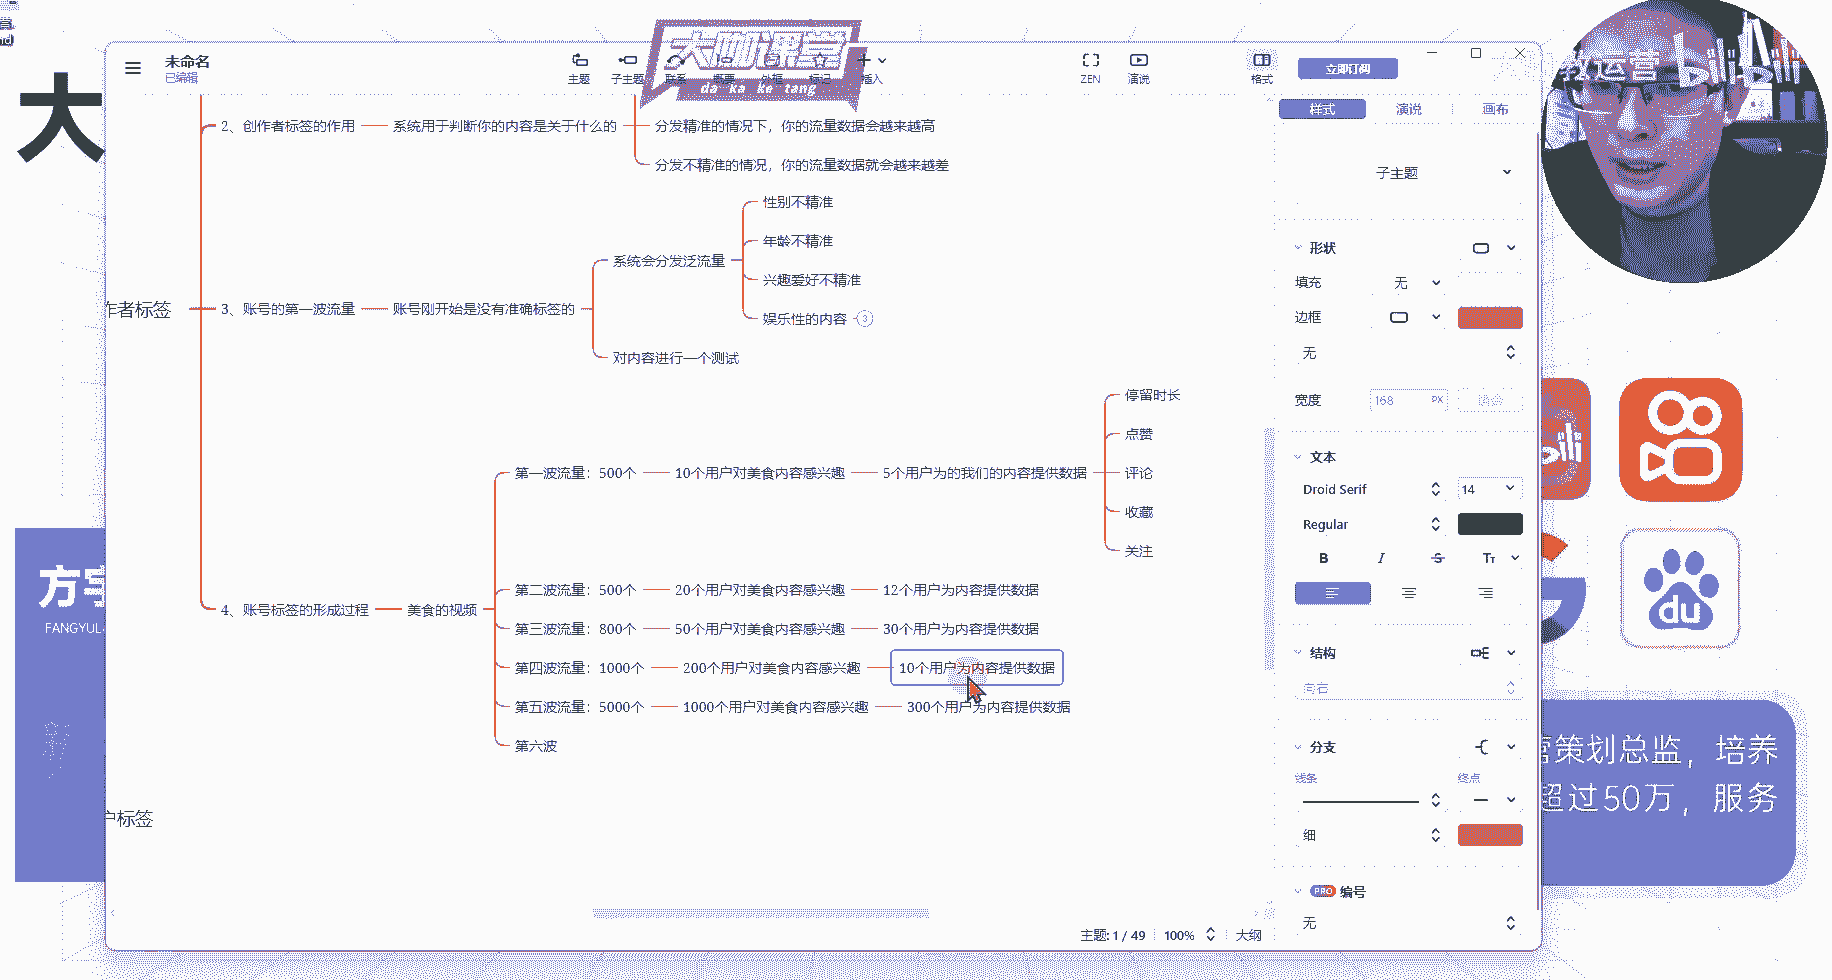 大
未命名
已编辑
主题
子主题
联系
概要
外框
标记
插入
大咖课堂
da ka ke tang
ZEN
演说
格式
立即订阅
样式
演说
画布
2、创作者标签的作用
系统用于判断你的内容是关于什么的
分发精准的情况下，你的流量数据会越来越高
分发不精准的情况，你的流量数据就会越来越差
作者标签
3、账号的第一波流量
账号刚开始是没有准确标签的
系统会分发泛流量
性别不精准
年龄不精准
兴趣爱好不精准
娱乐性的内容
3
对内容进行一个测试
4、账号标签的形成过程
美食的视频
第一波流量：500个
10个用户对美食内容感兴趣
5个用户为的我们的内容提供数据
停留时长
点赞
评论
收藏
关注
第二波流量：500个
20个用户对美食内容感兴趣
12个用户为内容提供数据
第三波流量：800个
50个用户对美食内容感兴趣
30个用户为内容提供数据
第四波流量：1000个
200个用户对美食内容感兴趣
10个用户为内容提供数据
第五波流量：5000个
1000个用户对美食内容感兴趣
300个用户为内容提供数据
第六波
户标签
子主题
形状
填充
无
边框
无
宽度
168
PX
文本
Droid Serif
14
Regular
B
I
S
TT
结构
向右
分支
线条
终点
细
PRO 编号
无
主题: 1 / 49
100%
大纲
方宇
FANGYUL
运营
bilibili
du
营策划总监，培养
超过50万，服务